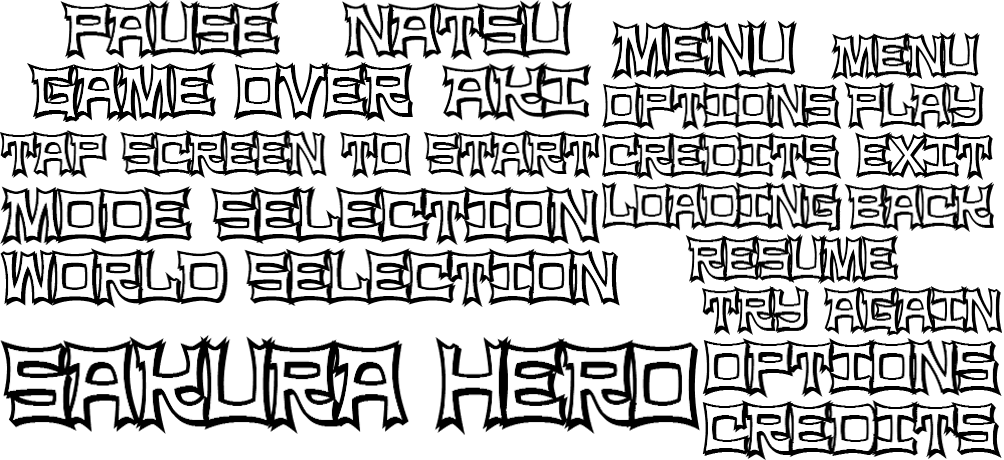 PAUSE NATSU
GAME OVER AKI
TAP SCREEN TO START
MODE SELECTION
WORLD SELECTION
SAKURA HERO
MENU MENU
OPTIONS PLAY
CREDITS EXIT
LOADING BACK
RESUME
TRY AGAIN
OPTIONS
CREDITS